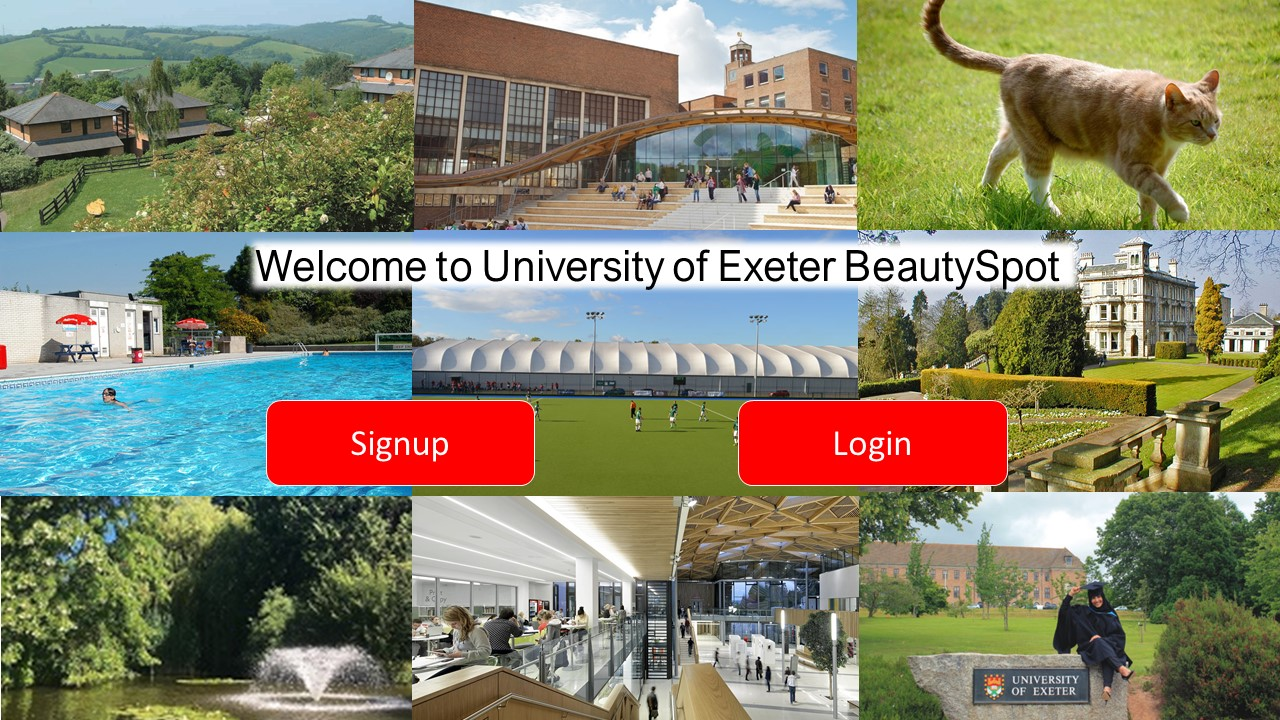 Welcome to University of Exeter BeautySpot
Signup
Login
UNIVERSITY
OF EXETER